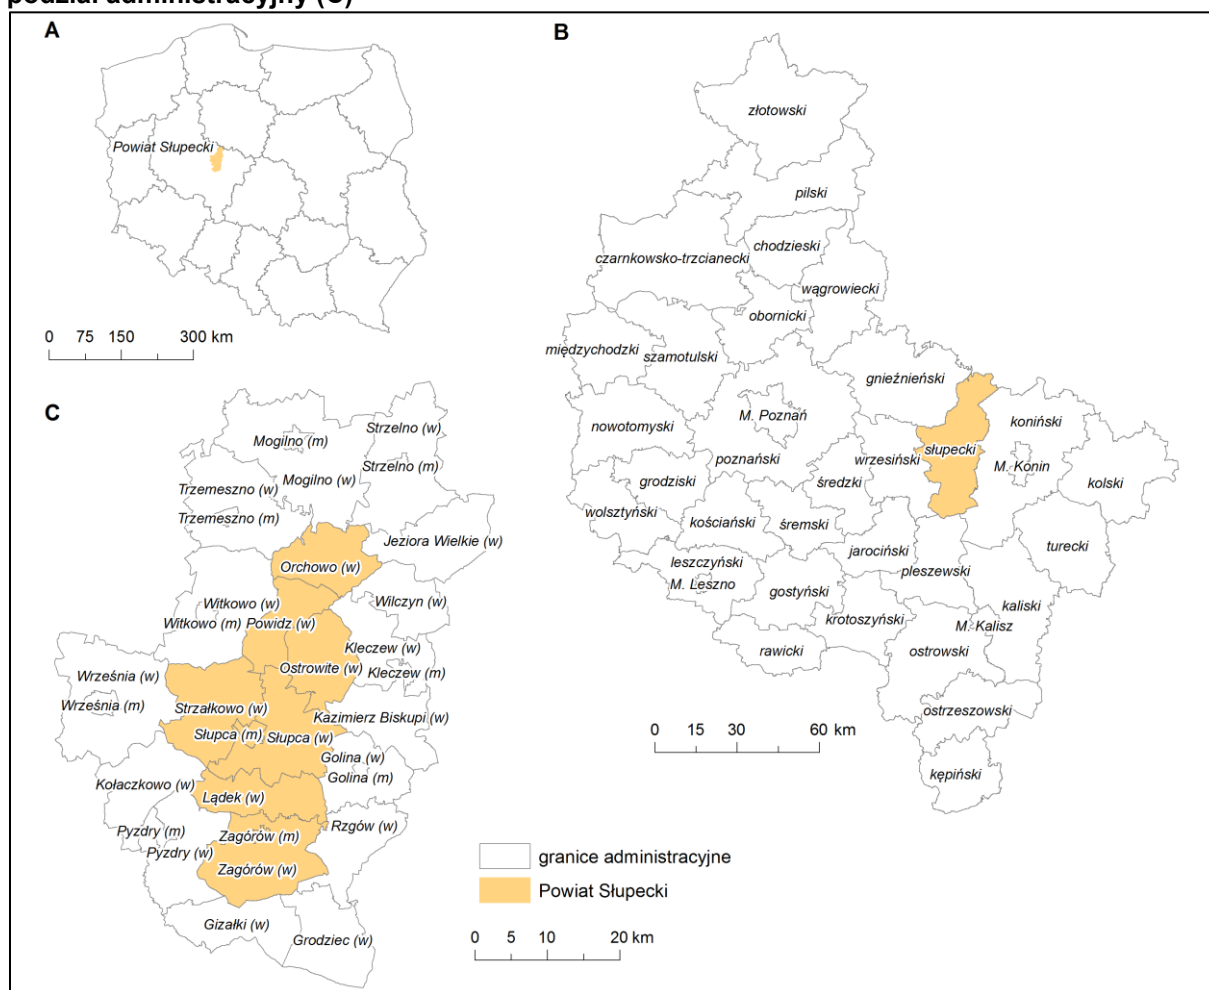 podział administracyjny (C)
A
Powiat Słupecki
0 75 150 300 km
B
złotowski
pilski
chodzieski
czarnkowsko-trzcianecki
wągrowiecki
obornicki
międzychodzki
szamotulski
gnieźnieński
M. Poznań
nowotomyski
koniński
słupecki
poznański
wrzesiński
M. Konin
grodziski
średzki
kolski
wolsztyński
kościański
śremski
turecki
jarociński
leszczyński
pleszewski
M. Leszno
gostyński
kaliski
krotoszyński
M. Kalisz
rawicki
ostrowski
ostrzeszowski
kępiński
0 15 30 60 km
C
Strzelno (w)
Mogilno (m)
Strzelno (m)
Mogilno (w)
Trzemeszno (w)
Trzemeszno (m)
Jeziora Wielkie (w)
Orchowo (w)
Witkowo (w)
Wilczyn (w)
Witkowo (m)
Powidz (w)
Kleczew (w)
Ostrowite (w)
Kleczew (m)
Września (w)
Września (m)
Strzałkowo (w)
Kazimierz Biskupi (w)
Słupca (m)
Słupca (w)
Golina (w)
Golina (m)
Kołaczkowo (w)
Lądek (w)
Rzgów (w)
Pyzdry (m)
Zagórów (m)
Pyzdry (w)
Zagórów (w)
Gizałki (w)
Grodziec (w)
granice administracyjne
Powiat Słupecki
0 5 10 20 km